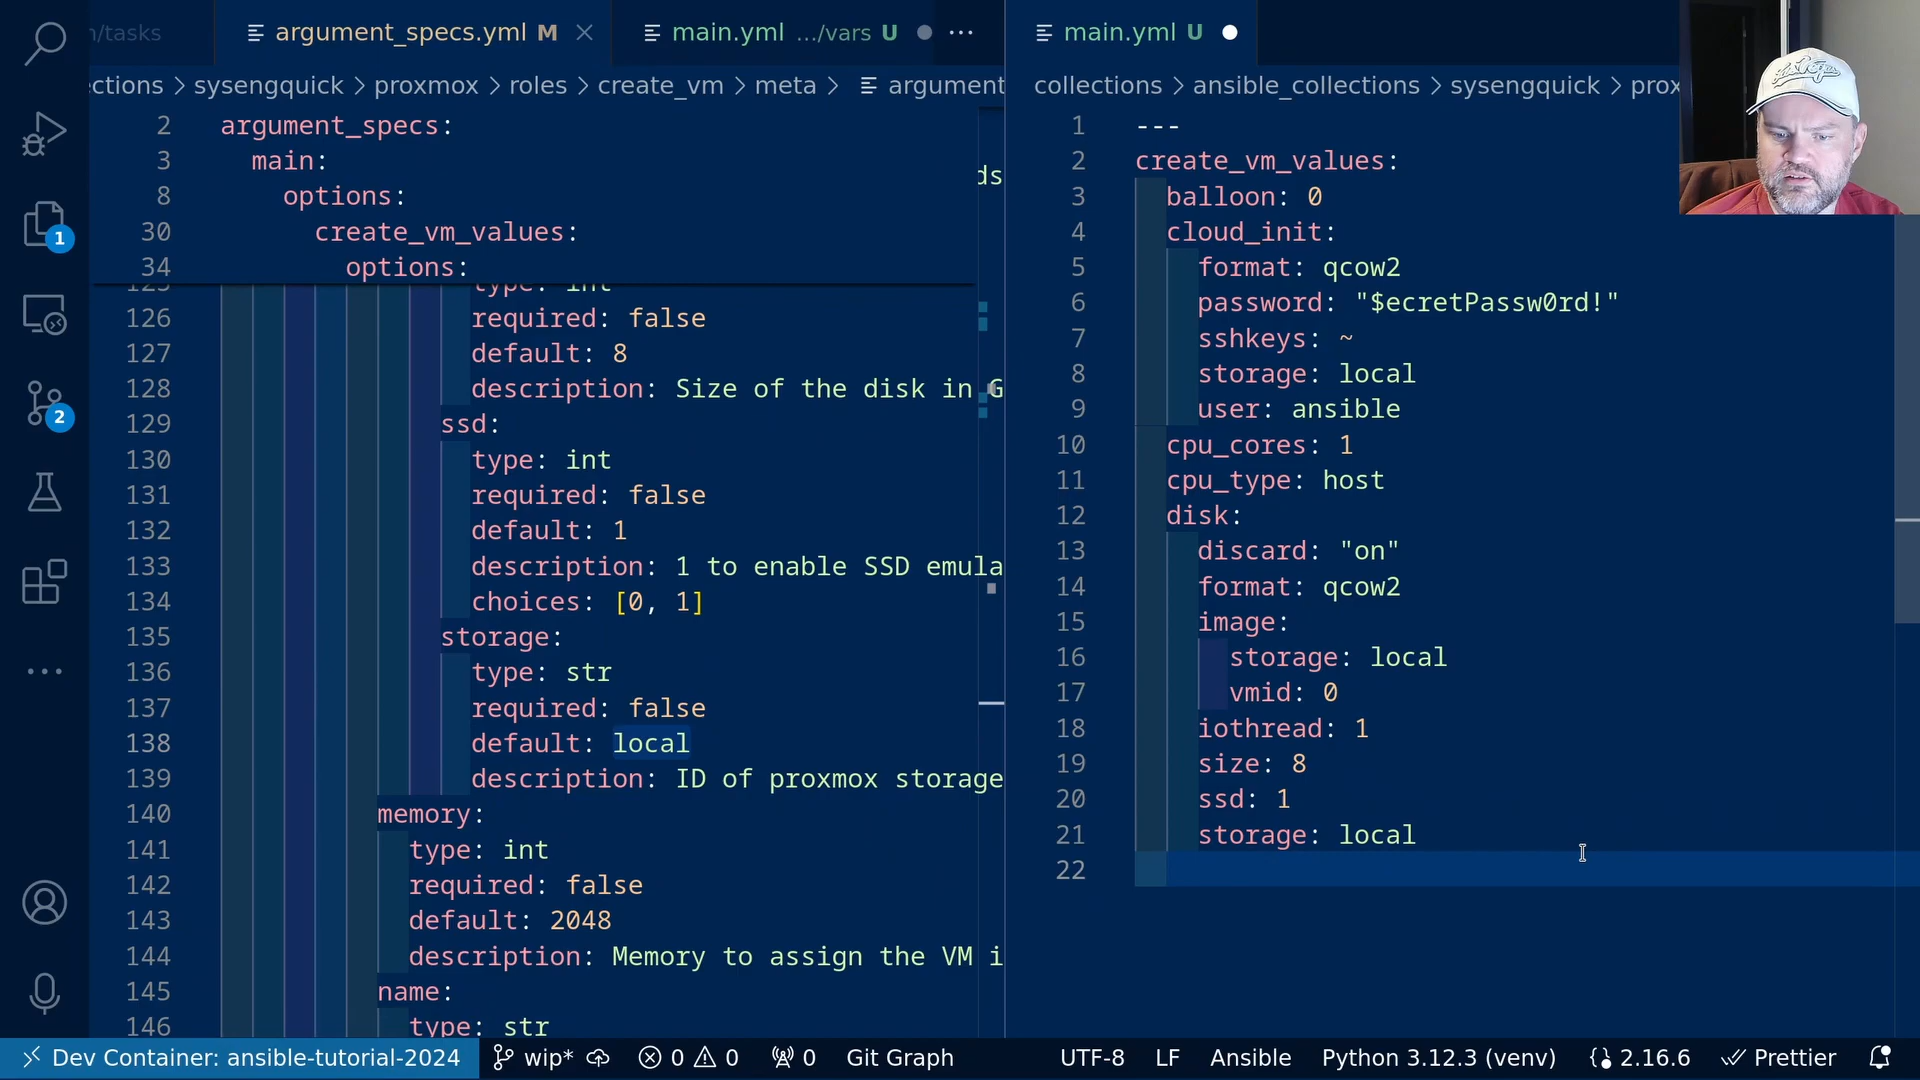 n/tasks
argument_specs.yml M
main.yml .../vars U
main.yml U
ections > sysengquick > proxmox > roles > create_vm > meta > argument
collections > ansible_collections > sysengquick > prox
2 argument_specs:
3 main:
8 options:
30 create_vm_values:
34 options:
ds
125 type: int
126 required: false
127 default: 8
128 description: Size of the disk in G
129 ssd:
130 type: int
131 required: false
132 default: 1
133 description: 1 to enable SSD emula
134 choices: [0, 1]
135 storage:
136 type: str
137 required: false
138 default: local
139 description: ID of proxmox storage
140 memory:
141 type: int
142 required: false
143 default: 2048
144 description: Memory to assign the VM i
145 name:
146 type: str
1 ---
2 create_vm_values:
3 balloon: 0
4 cloud_init:
5 format: qcow2
6 password: "$ecretPassw0rd!"
7 sshkeys: ~
8 storage: local
9 user: ansible
10 cpu_cores: 1
11 cpu_type: host
12 disk:
13 discard: "on"
14 format: qcow2
15 image:
16 storage: local
17 vmid: 0
18 iothread: 1
19 size: 8
20 ssd: 1
21 storage: local
22
1
2
Dev Container: ansible-tutorial-2024 wip* 0 0 0 Git Graph UTF-8 LF Ansible Python 3.12.3 (venv) 2.16.6 Prettier